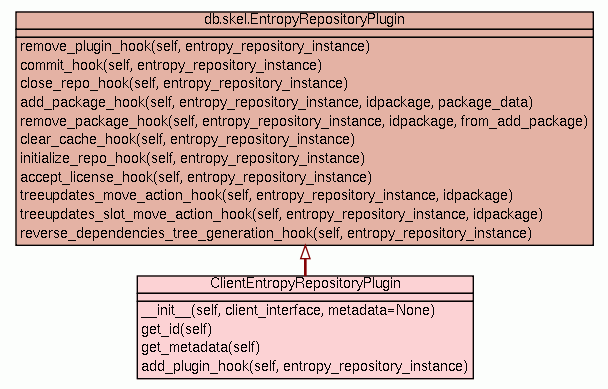 db.skel.EntropyRepositoryPlugin
remove_plugin_hook(self, entropy_repository_instance)
commit_hook(self, entropy_repository_instance)
close_repo_hook(self, entropy_repository_instance)
add_package_hook(self, entropy_repository_instance, idpackage, package_data)
remove_package_hook(self, entropy_repository_instance, idpackage, from_add_package)
clear_cache_hook(self, entropy_repository_instance)
initialize_repo_hook(self, entropy_repository_instance)
accept_license_hook(self, entropy_repository_instance)
treeupdates_move_action_hook(self, entropy_repository_instance, idpackage)
treeupdates_slot_move_action_hook(self, entropy_repository_instance, idpackage)
reverse_dependencies_tree_generation_hook(self, entropy_repository_instance)
ClientEntropyRepositoryPlugin
__init__(self, client_interface, metadata=None)
get_id(self)
get_metadata(self)
add_plugin_hook(self, entropy_repository_instance)